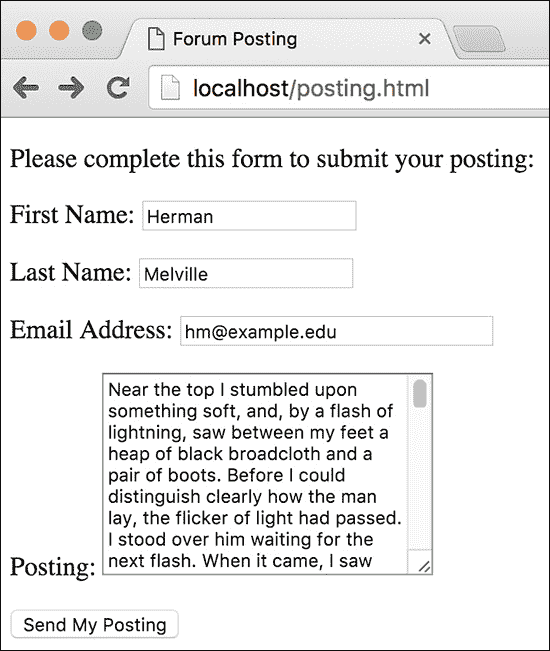 Forum Posting
localhost/posting.html
Please complete this form to submit your posting:
First Name: Herman
Last Name: Melville
Email Address: hm@example.edu
Near the top I stumbled upon
something soft, and, by a flash of
lightning, saw between my feet a
heap of black broadcloth and a
pair of boots. Before I could
distinguish clearly how the man
lay, the flicker of light had passed.
I stood over him waiting for the
next flash. When it came, I saw
Posting:
Send My Posting